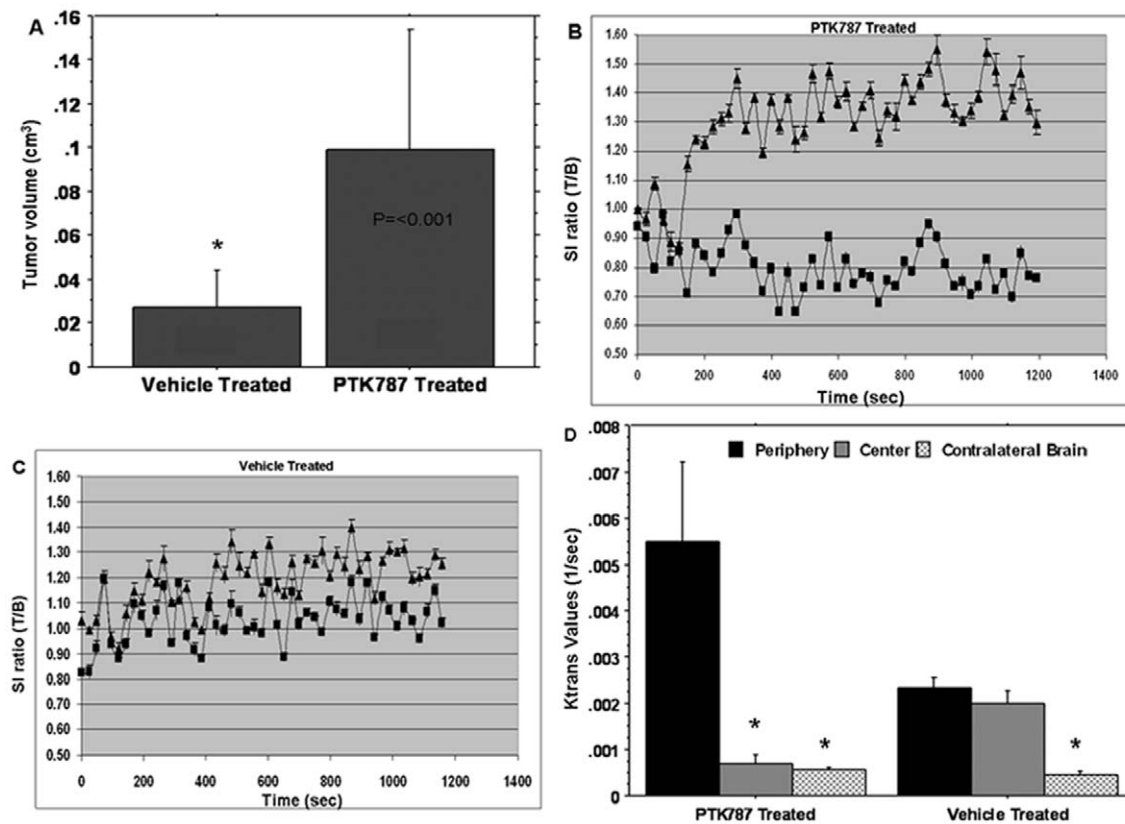 A
.16
.14
.12
.1
.08
.06
.04
.02
0
Tumor volume (cm³)
*
P=<0.001
Vehicle Treated
PTK787 Treated
B
PTK787 Treated
1.60
1.50
1.40
1.30
1.20
1.10
1.00
0.90
0.80
0.70
0.60
0.50
SI ratio (T/B)
0 200 400 600 800 1000 1200 1400
Time (sec)
C
Vehicle Treated
1.60
1.50
1.40
1.30
1.20
1.10
1.00
0.90
0.80
0.70
0.60
0.50
SI ratio (T/B)
0 200 400 600 800 1000 1200 1400
Time (sec)
D
.008
.007
.006
.005
.004
.003
.002
.001
0
Ktrans Values (1/sec)
Periphery Center Contralateral Brain
* * *
PTK787 Treated
Vehicle Treated